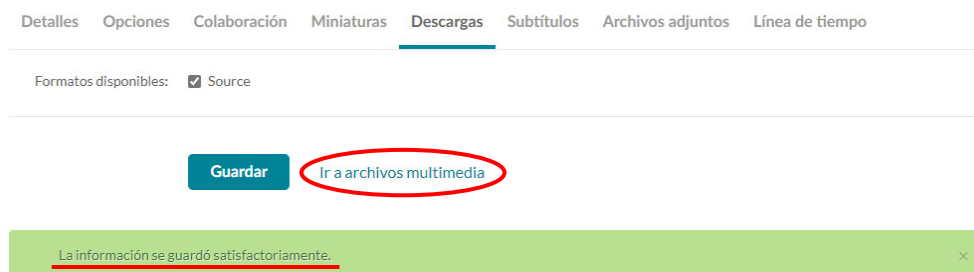 Detalles Opciones Colaboración Miniaturas Descargas Subtítulos Archivos adjuntos Línea de tiempo
Formatos disponibles: Source
Guardar Ir a archivos multimedia
La información se guardó satisfactoriamente. ×